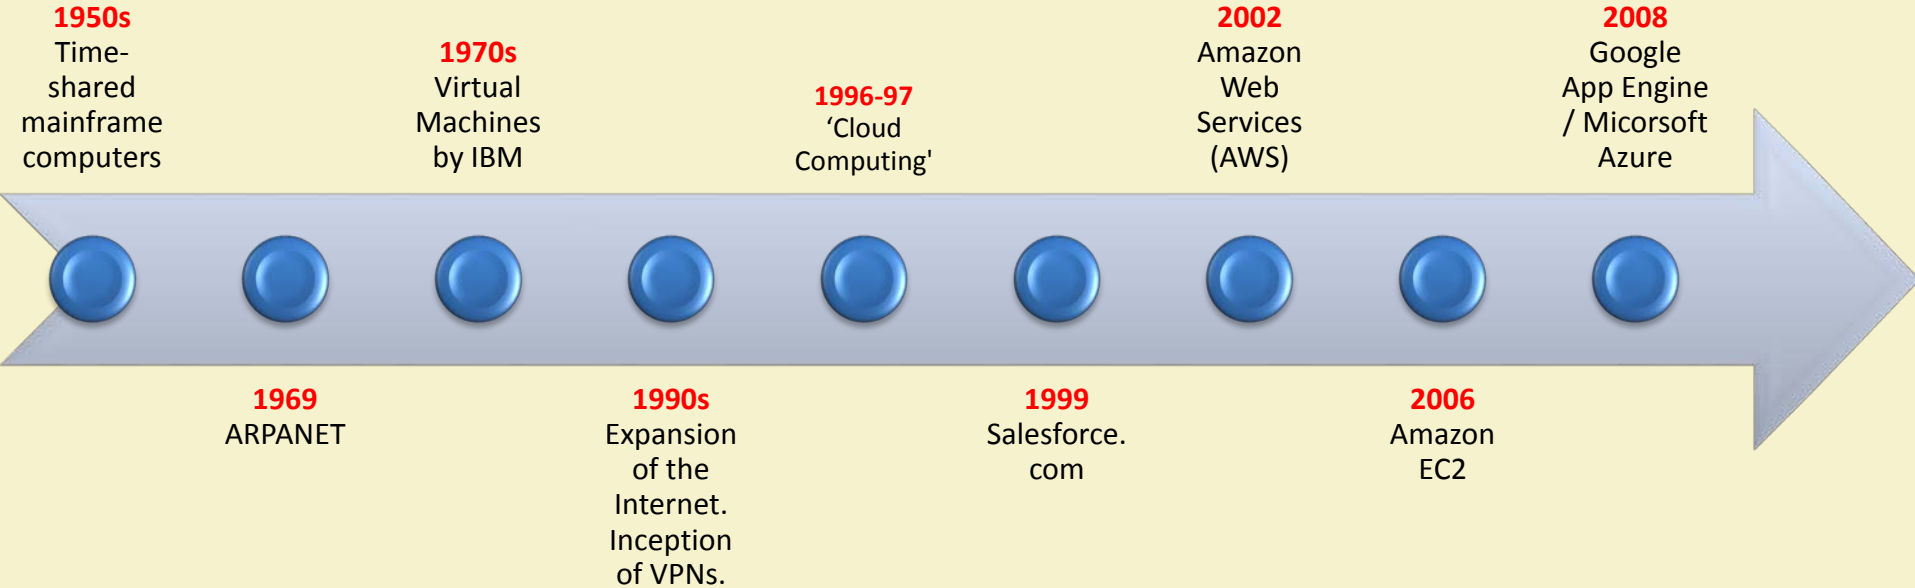 1950s
Time-
shared
mainframe
computers
1969
ARPANET
1970s
Virtual
Machines
by IBM
1990s
Expansion
of the
Internet.
Inception
of VPNs.
1996-97
‘Cloud
Computing'
1999
Salesforce.
com
2002
Amazon
Web
Services
(AWS)
2006
Amazon
EC2
2008
Google
App Engine
/ Micorsoft
Azure